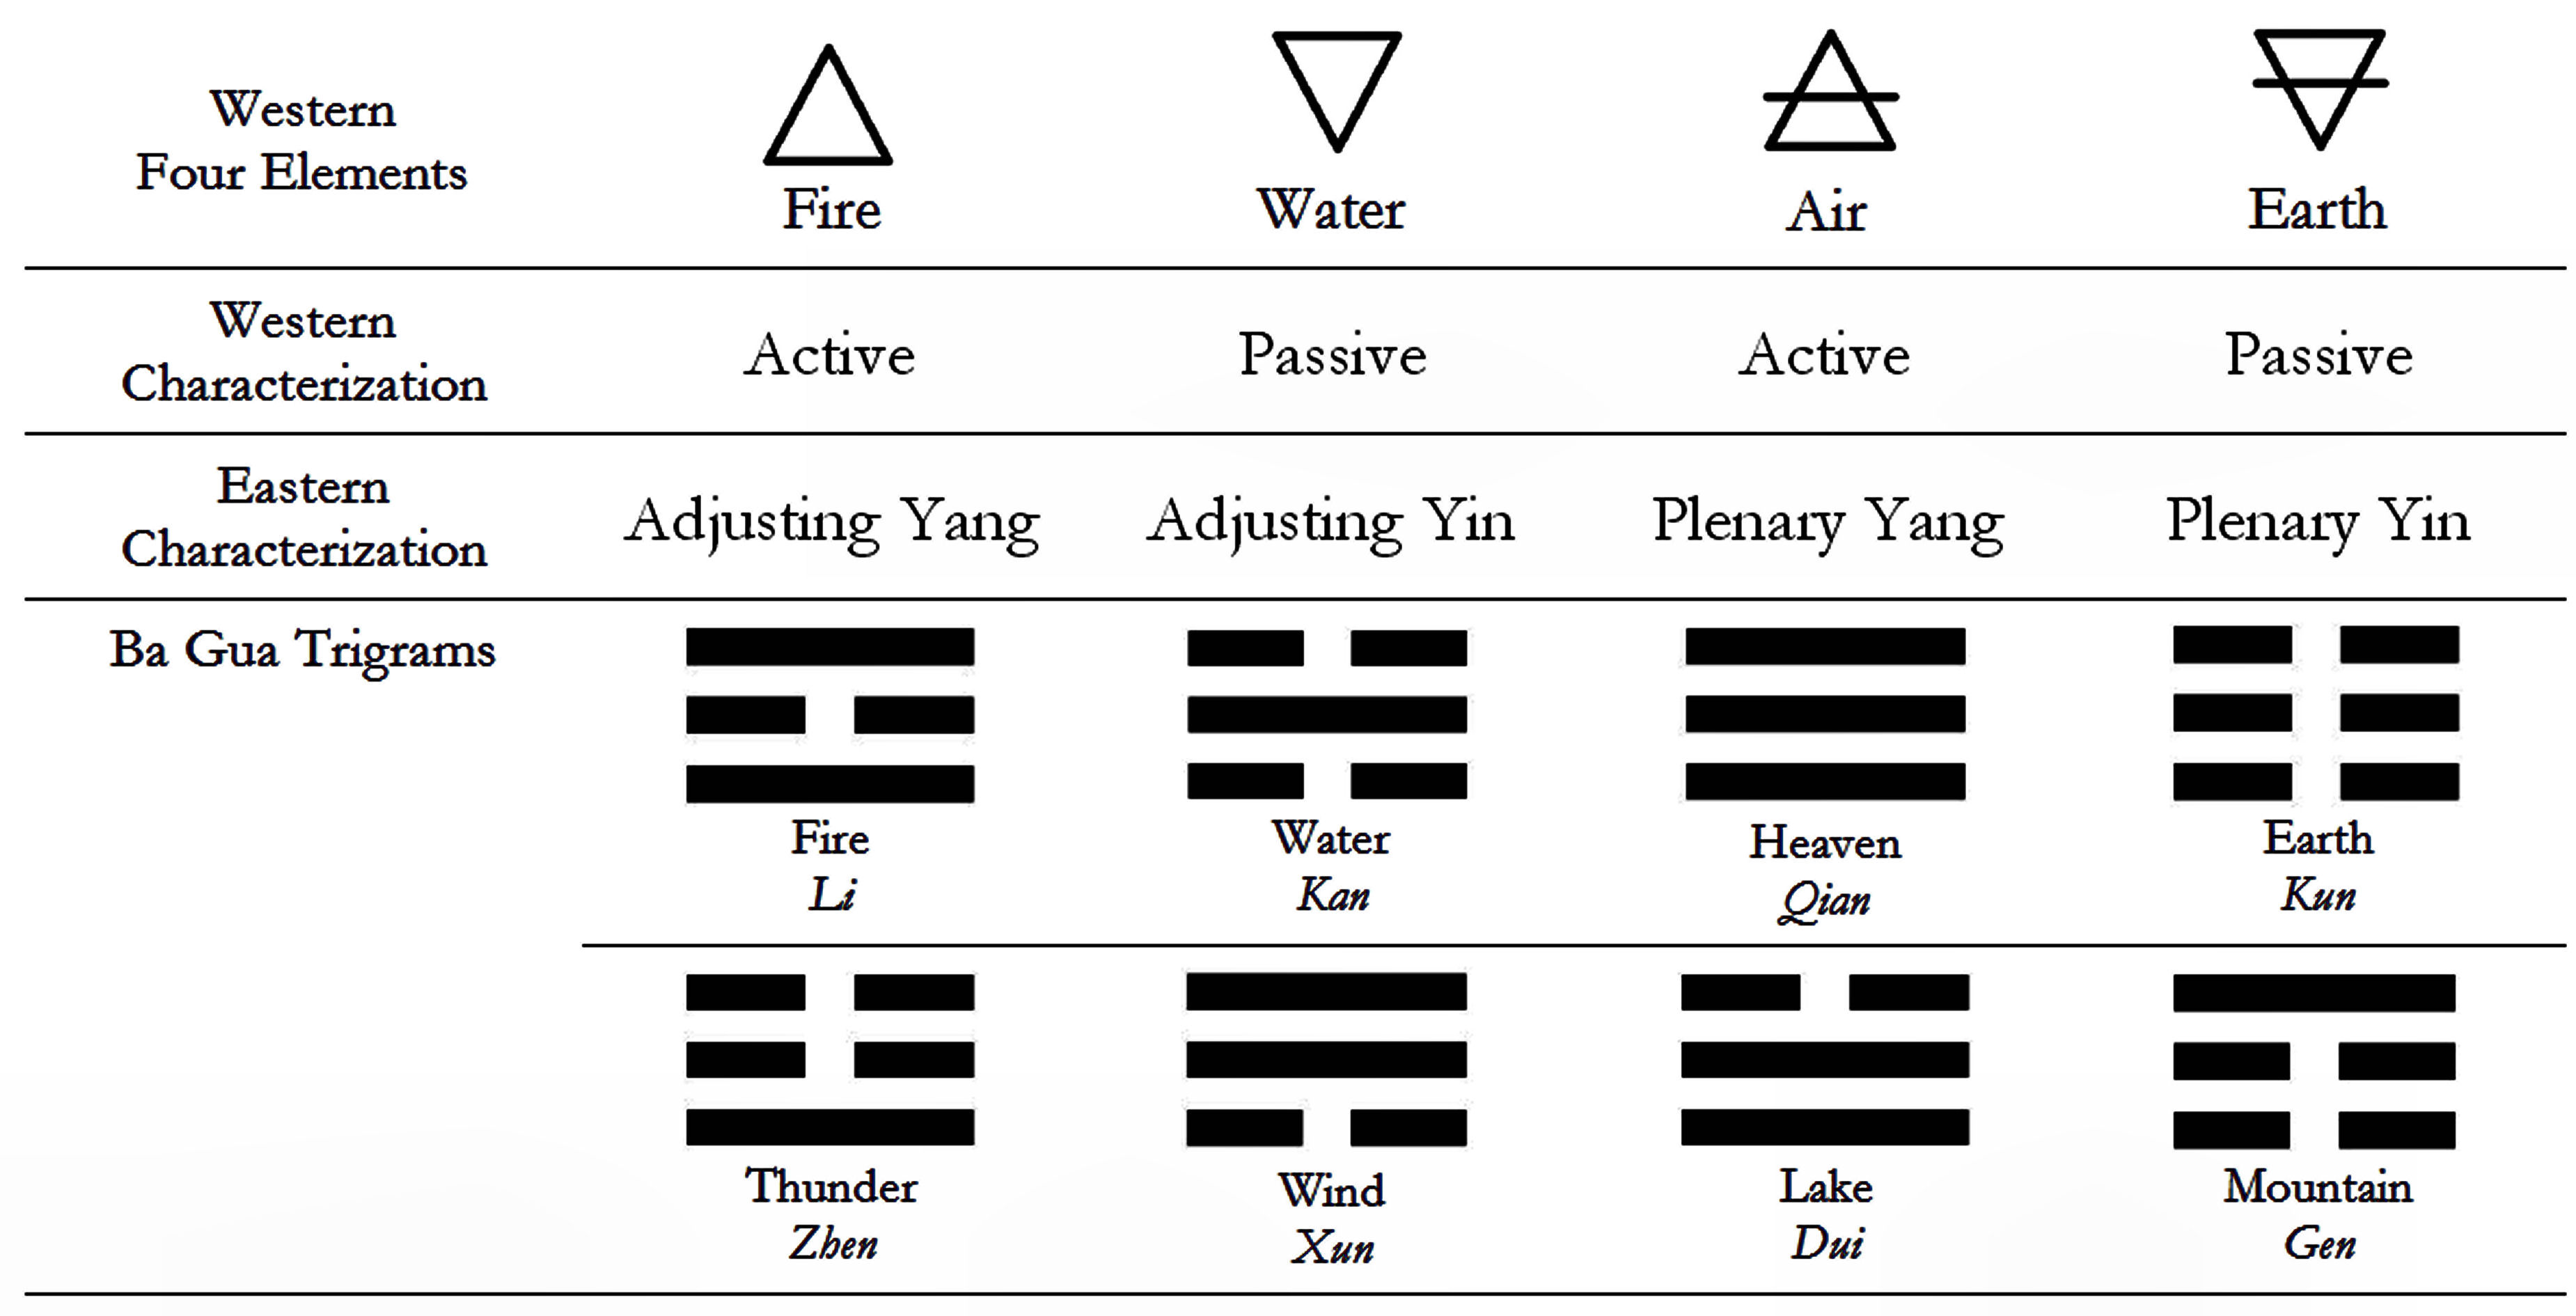 Western
Four Elements
Fire
Water
Air
Earth
Western
Characterization
Active
Passive
Active
Passive
Eastern
Characterization
Adjusting Yang
Adjusting Yin
Plenary Yang
Plenary Yin
Ba Gua Trigrams
Fire
Li
Water
Kan
Heaven
Qian
Earth
Kun
Thunder
Zhen
Wind
Xun
Lake
Dui
Mountain
Gen